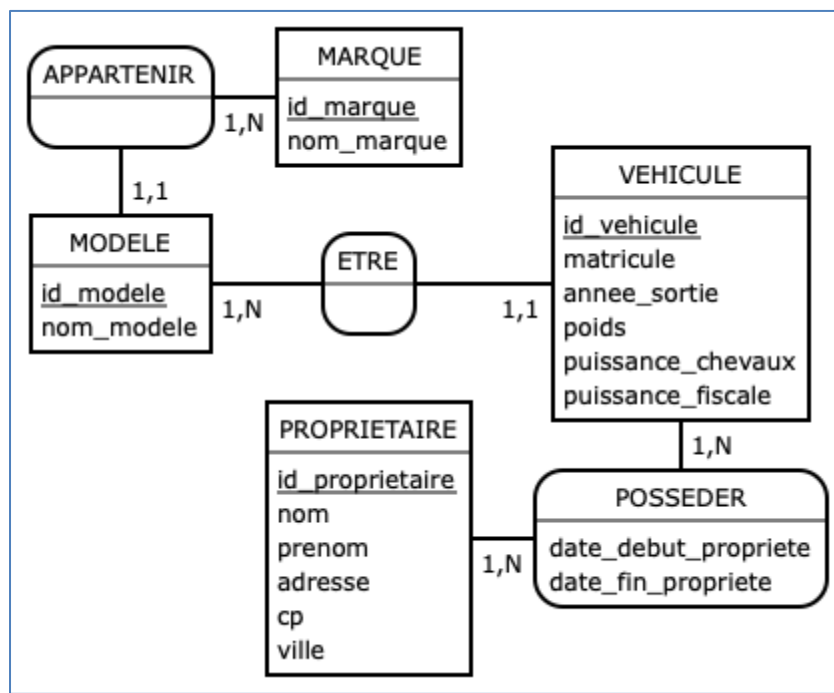 APPARTENIR
MARQUE
id_marque
nom_marque
1,N
1,1
MODELE
id_modele
nom_modele
1,N
ETRE
1,1
VEHICULE
id_vehicule
matricule
annee_sortie
poids
puissance_chevaux
puissance_fiscale
1,N
PROPRIETAIRE
id_proprietaire
nom
prenom
adresse
cp
ville
1,N
POSSEDER
date_debut_propriete
date_fin_propriete